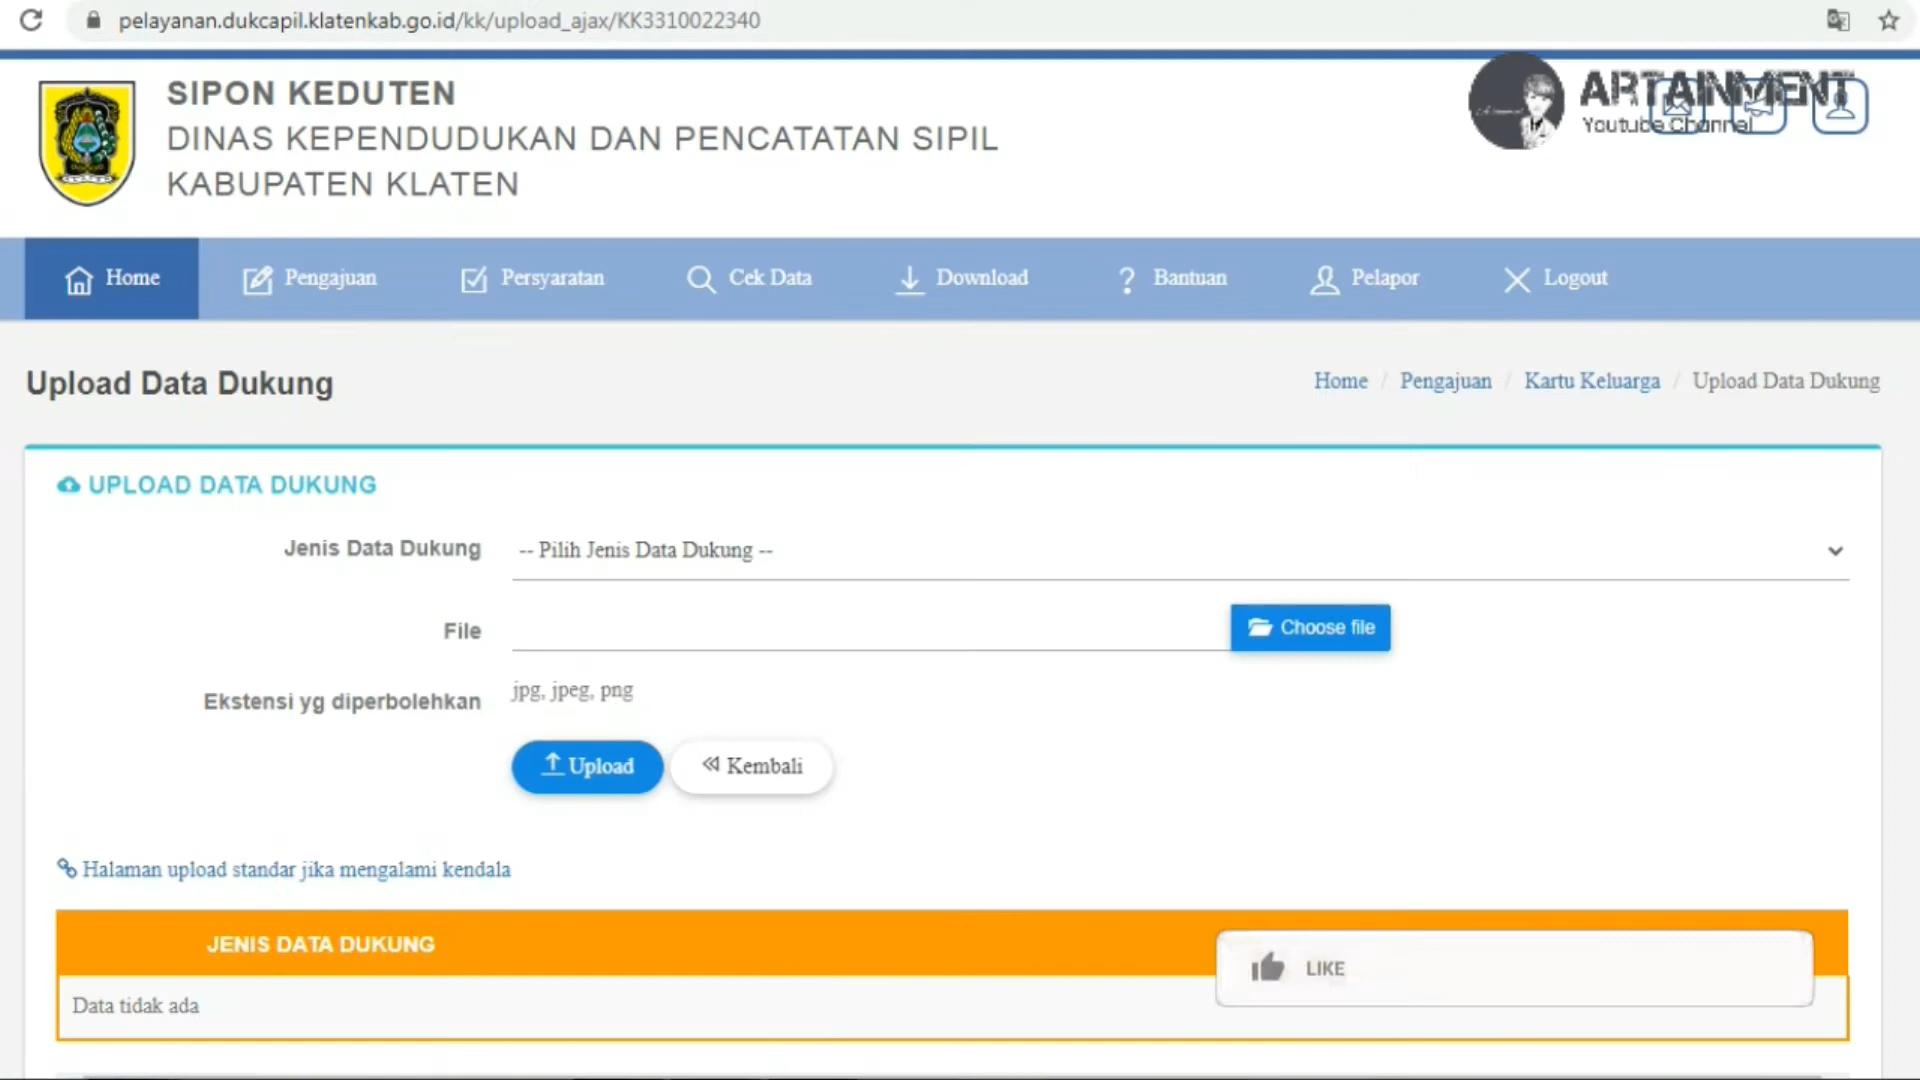 pelayanan.dukcapil.klatenkab.go.id/kk/upload_ajax/KK3310022340
SIPON KEDUTEN
DINAS KEPENDUDUKAN DAN PENCATATAN SIPIL
KABUPATEN KLATEN
ARTAINMENT
Youtube Channel
Home Pengajuan Persyaratan Cek Data Download Bantuan Pelapor Logout
Upload Data Dukung
Home / Pengajuan / Kartu Keluarga / Upload Data Dukung
UPLOAD DATA DUKUNG
Jenis Data Dukung -- Pilih Jenis Data Dukung --
File Choose file
Ekstensi yg diperbolehkan jpg, jpeg, png
Upload Kembali
Halaman upload standar jika mengalami kendala
JENIS DATA DUKUNG
LIKE
Data tidak ada